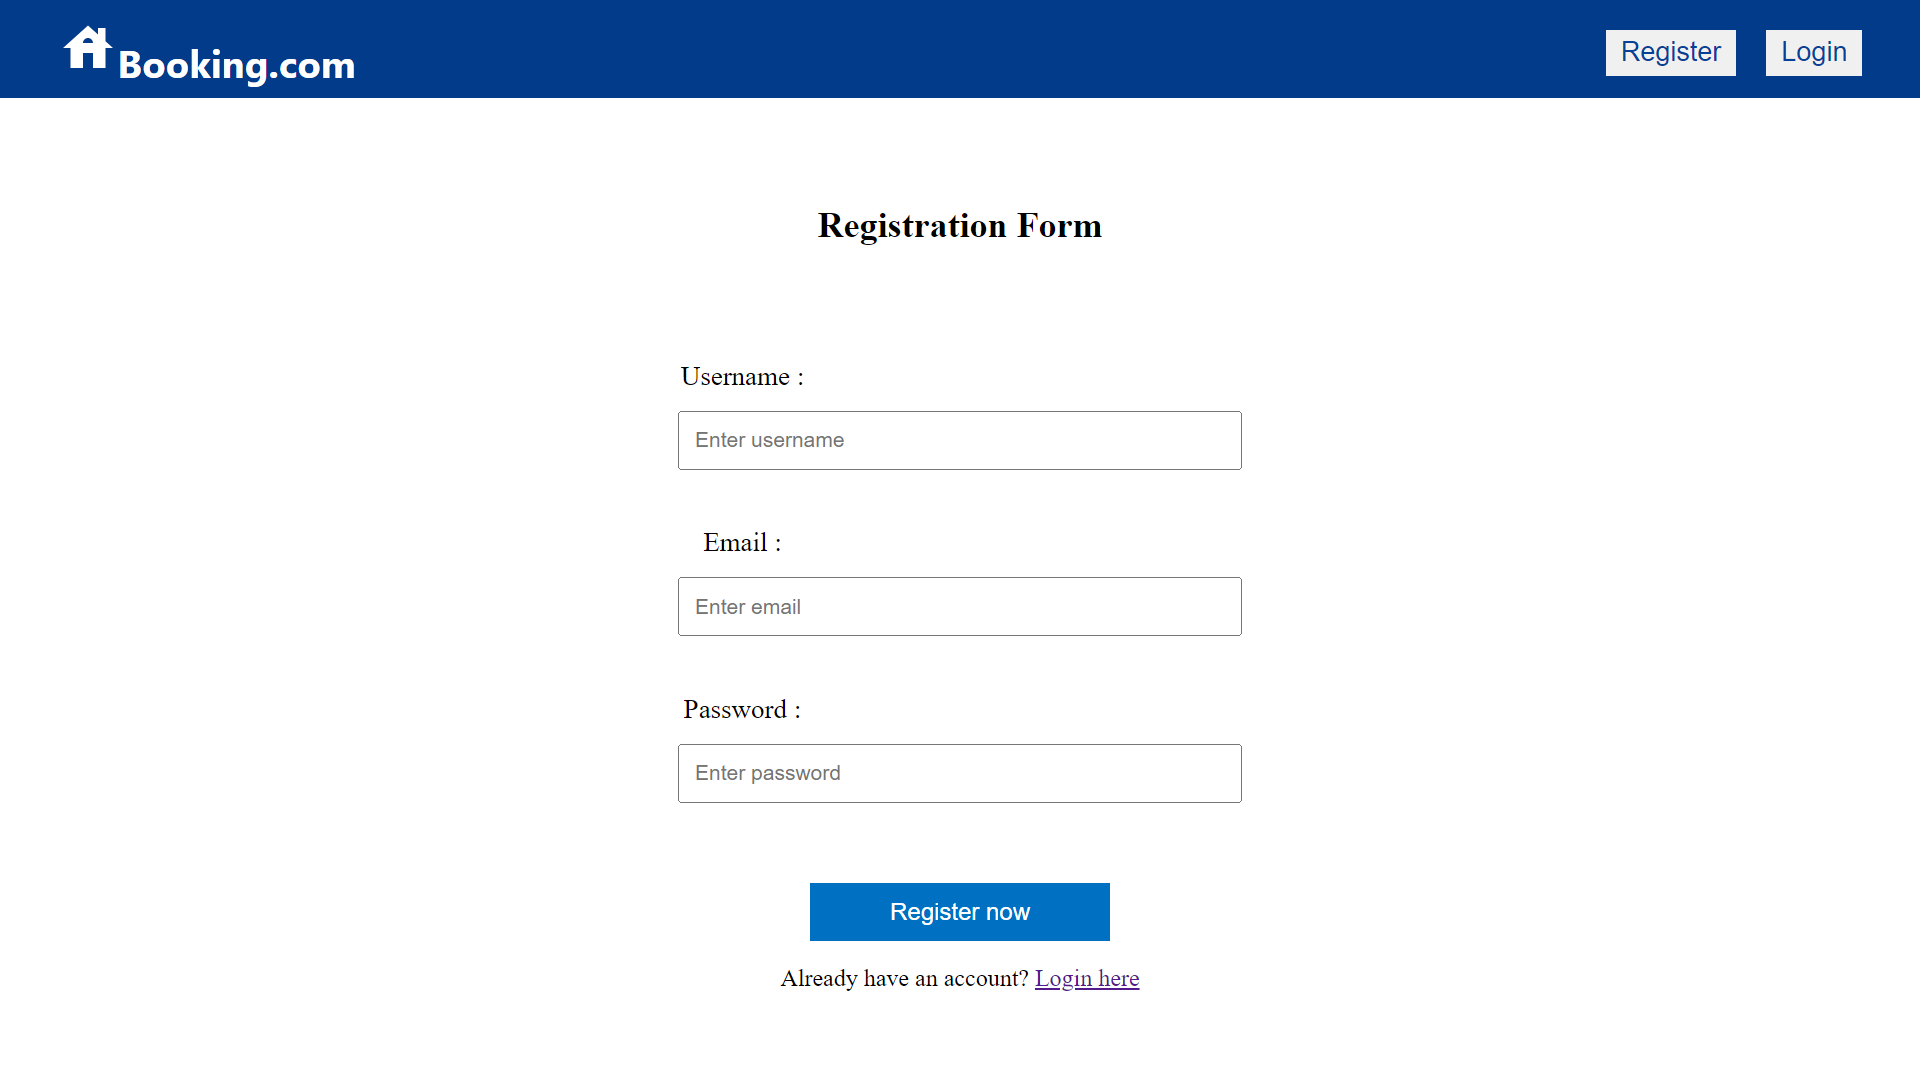 Booking.com
Register
Login
Registration Form
Username :
Enter username
Email :
Enter email
Password :
Enter password
Register now
Already have an account? Login here